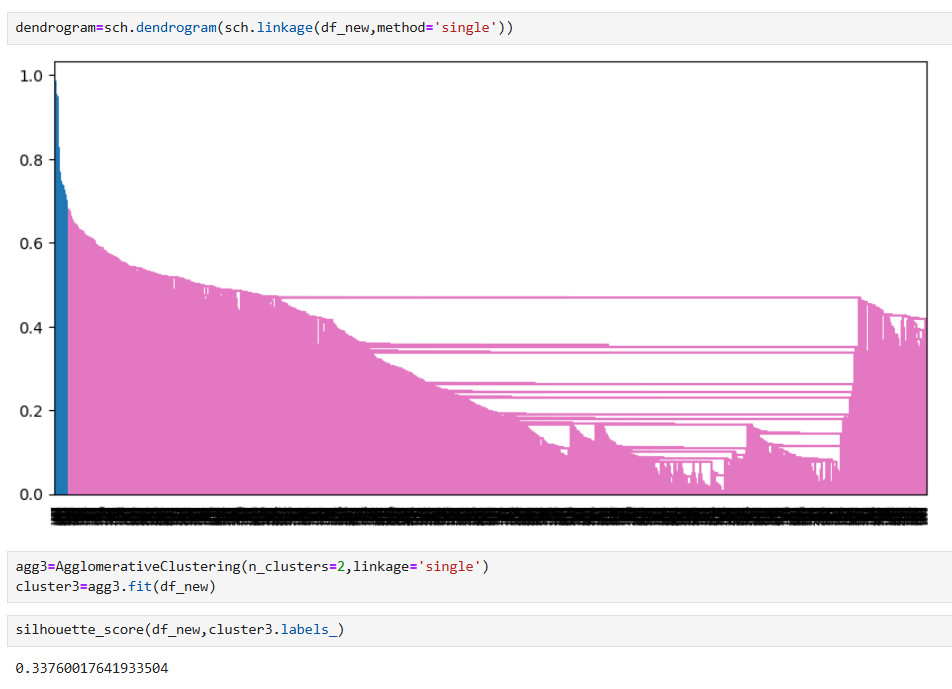 dendrogram=sch.dendrogram(sch.linkage(df_new,method='single'))
1.0
0.8
0.6
0.4
0.2
0.0
agg3=AgglomerativeClustering(n_clusters=2,linkage='single')
cluster3=agg3.fit(df_new)
silhouette_score(df_new,cluster3.labels_)
0.33760017641933504